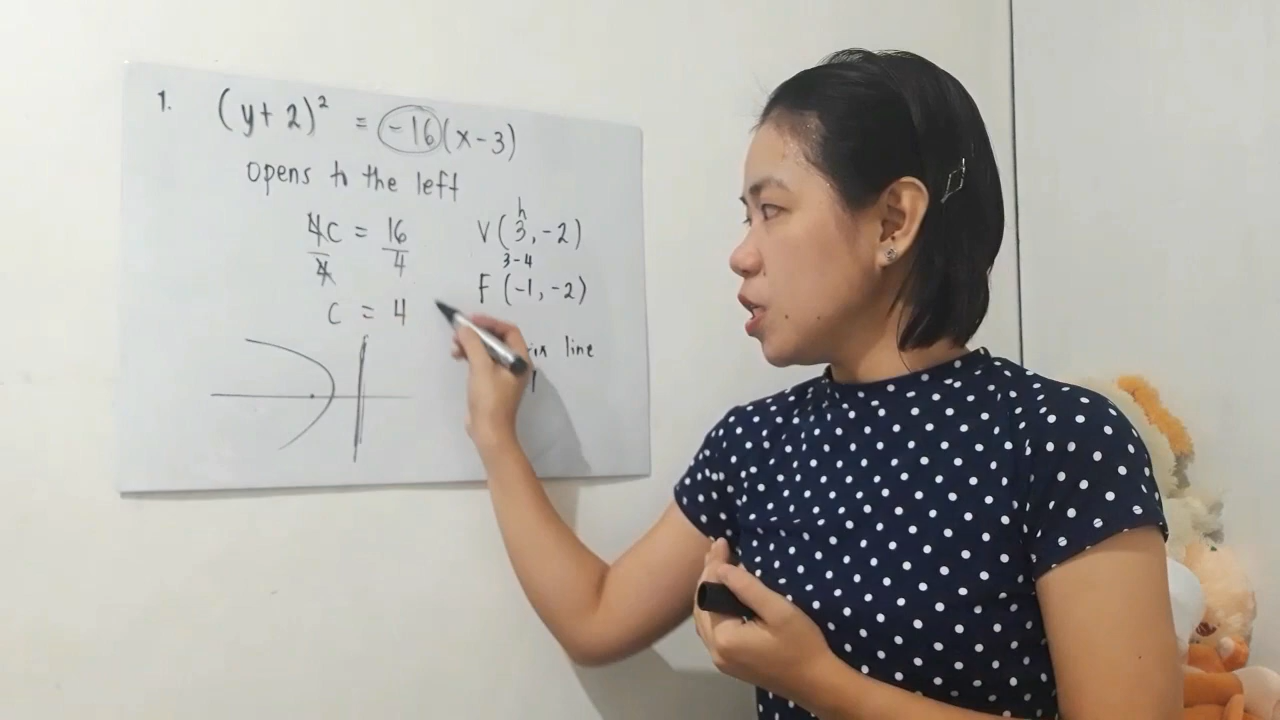 1. (y+2)² = -16(x-3)
opens to the left
4c = 16
4 4
c = 4
h
V(3, -2)
3-4
F(-1, -2)
line